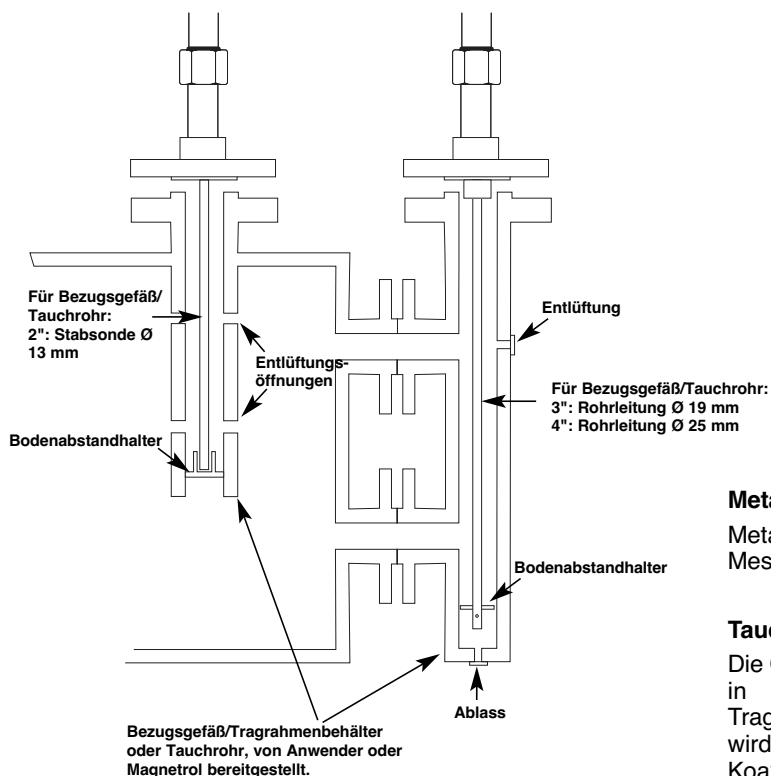 Für Bezugsgefäß/
Tauchrohr:
2": Stabsonde Ø
13 mm
Entlüftungs-
öffnungen
Bodenabstandhalter
Entlüftung
Für Bezugsgefäß/Tauchrohr:
3": Rohrleitung Ø 19 mm
4": Rohrleitung Ø 25 mm
Bodenabstandhalter
Ablass
Bezugsgefäß/Tragrahmenbehälter
oder Tauchrohr, von Anwender oder
Magnetrol bereitgestellt.
Meta
Meta
Mes
Tauc
Die
in
Trag
wird
Koa